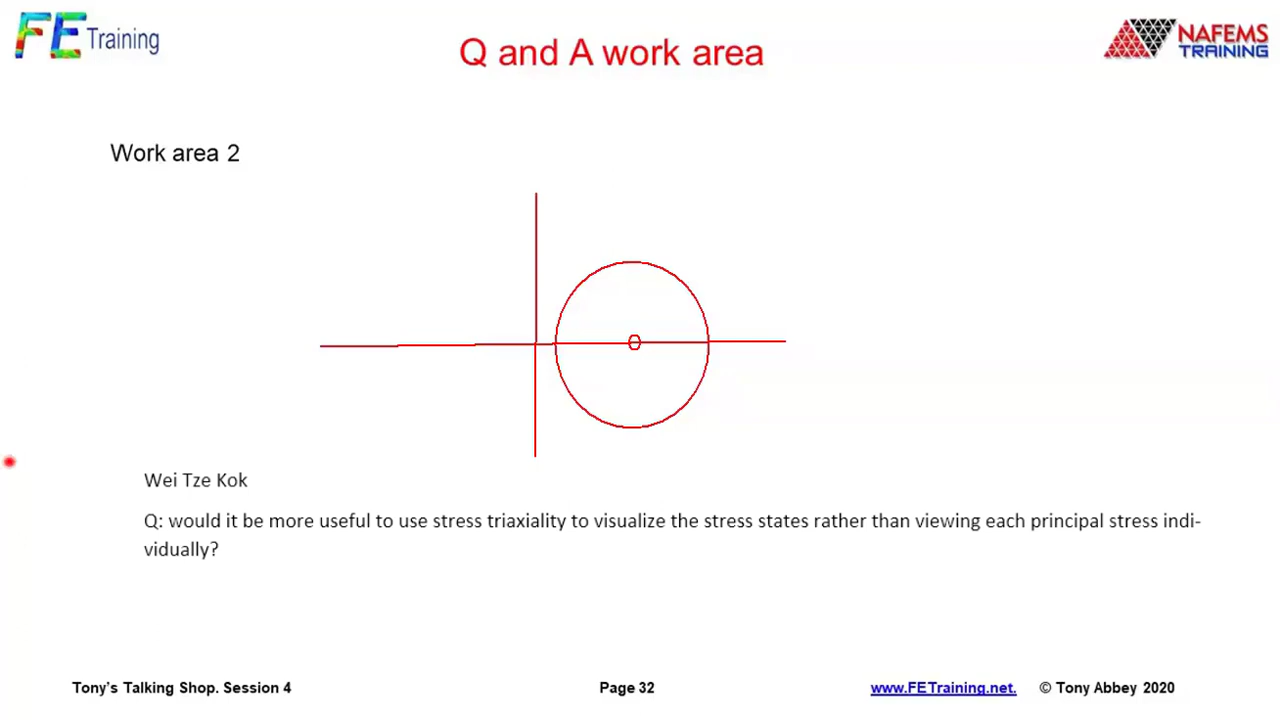 FE Training
Q and A work area
NAFEMS
TRAINING
Work area 2
Wei Tze Kok
Q: would it be more useful to use stress triaxiality to visualize the stress states rather than viewing each principal stress indi-
vidually?
Tony's Talking Shop. Session 4
Page 32
www.FETraining.net.
© Tony Abbey 2020